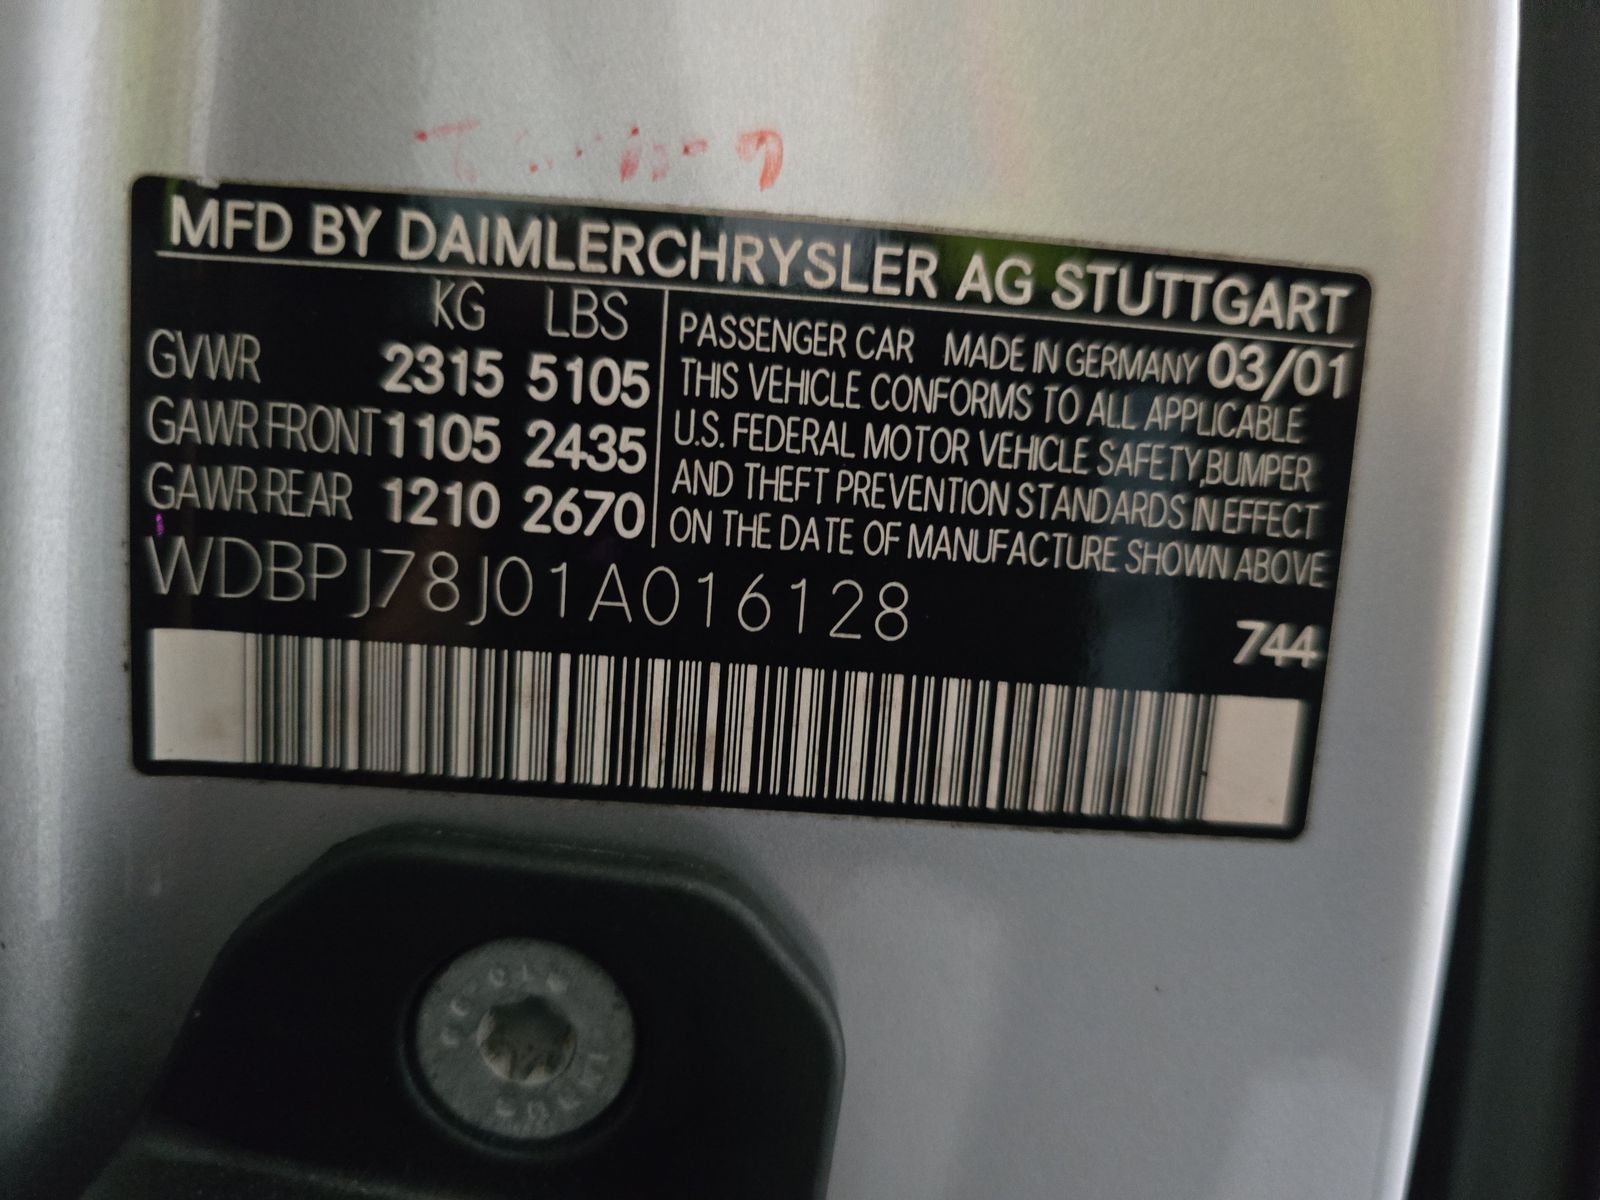 MFD BY DAIMLERCHRYSLER AG STUTTGART
KG LBS
GVWR 2315 5105
GAWR FRONT 1105 2435
GAWR REAR 1210 2670
PASSENGER CAR MADE IN GERMANY 03/01
THIS VEHICLE CONFORMS TO ALL APPLICABLE
U.S. FEDERAL MOTOR VEHICLE SAFETY, BUMPER
AND THEFT PREVENTION STANDARDS IN EFFECT
ON THE DATE OF MANUFACTURE SHOWN ABOVE
WDBPJ78J01A016128
744